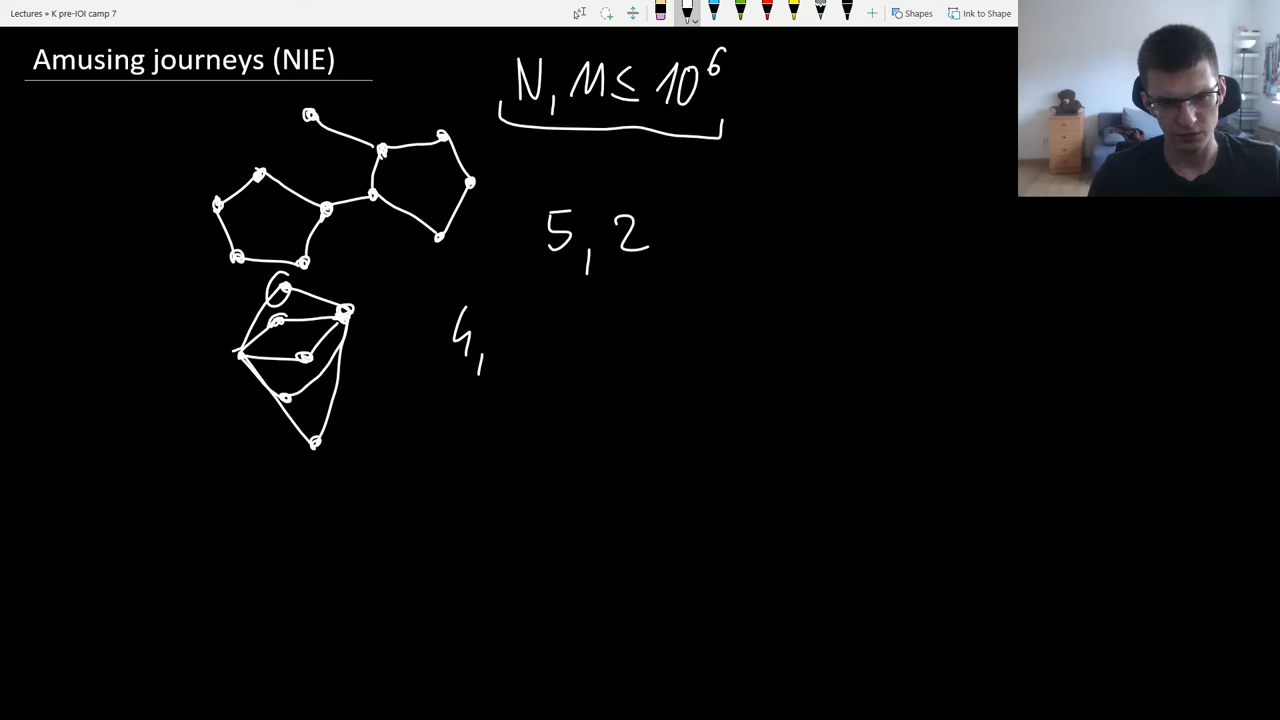 Lectures » K pre-IOI camp 7
Shapes
Ink to Shape
Amusing journeys (NIE)
N, M ≤ 10⁶
5, 2
4,